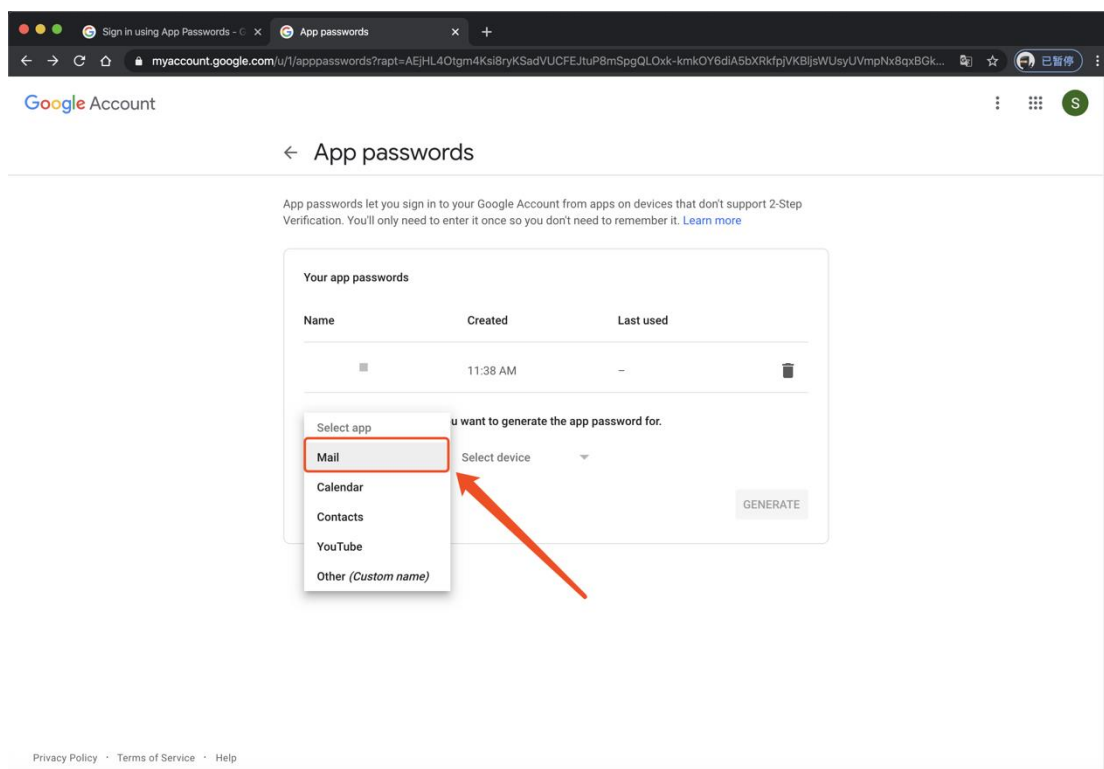 Sign in using App Passwords - G
App passwords
myaccount.google.com/u/1/apppasswords?rapt=AEjHL4Otgm4Ksi8ryKSadVUCFEJtuP8mSpgQLOxk-kmkOY6diA5bXRkfpjVKBljsWUsyUVmpNx8qxBGk...
已暂停
Google Account
S
App passwords
App passwords let you sign in to your Google Account from apps on devices that don't support 2-Step
Verification. You'll only need to enter it once so you don't need to remember it. Learn more
Your app passwords
Name Created Last used
11:38 AM –
u want to generate the app password for.
Select app
Mail
Select device
Calendar
Contacts
GENERATE
YouTube
Other (Custom name)
Privacy Policy · Terms of Service · Help